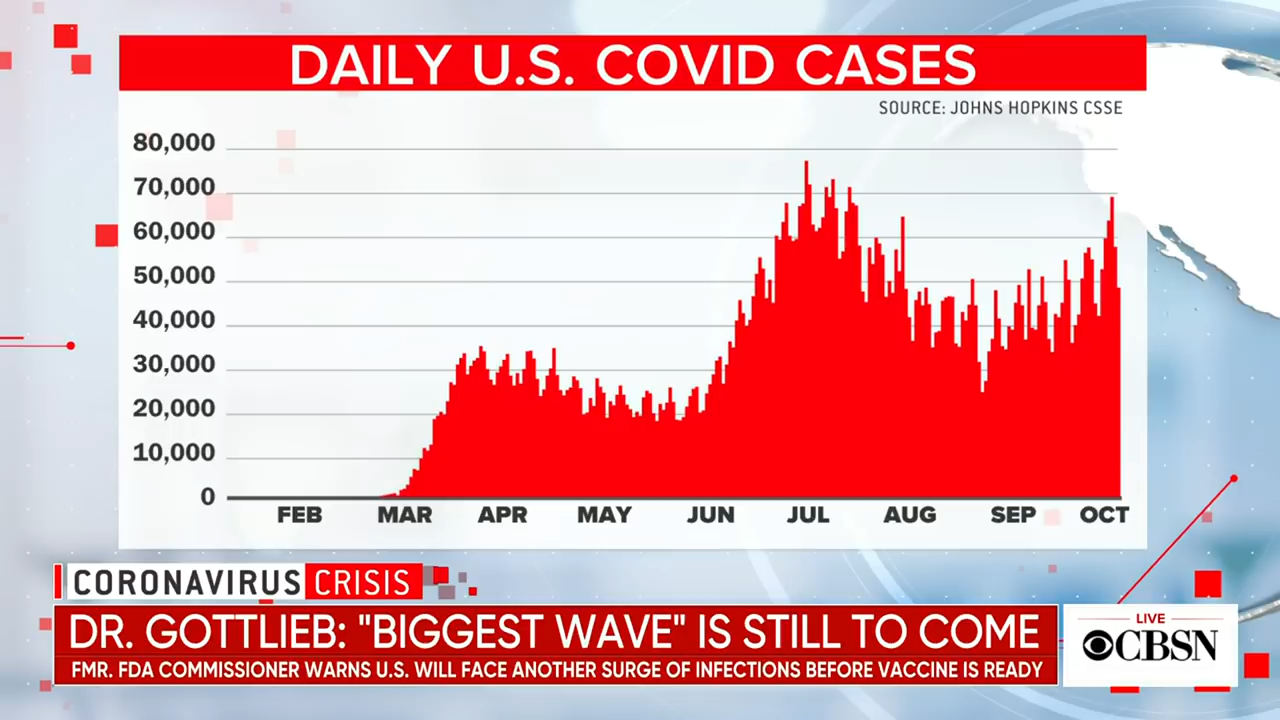 DAILY U.S. COVID CASES
SOURCE: JOHNS HOPKINS CSSE
80,000
70,000
60,000
50,000
40,000
30,000
20,000
10,000
0
FEB MAR APR MAY JUN JUL AUG SEP OCT
CORONAVIRUS CRISIS
DR. GOTTLIEB: "BIGGEST WAVE" IS STILL TO COME
FMR. FDA COMMISSIONER WARNS U.S. WILL FACE ANOTHER SURGE OF INFECTIONS BEFORE VACCINE IS READY
LIVE
CBSN